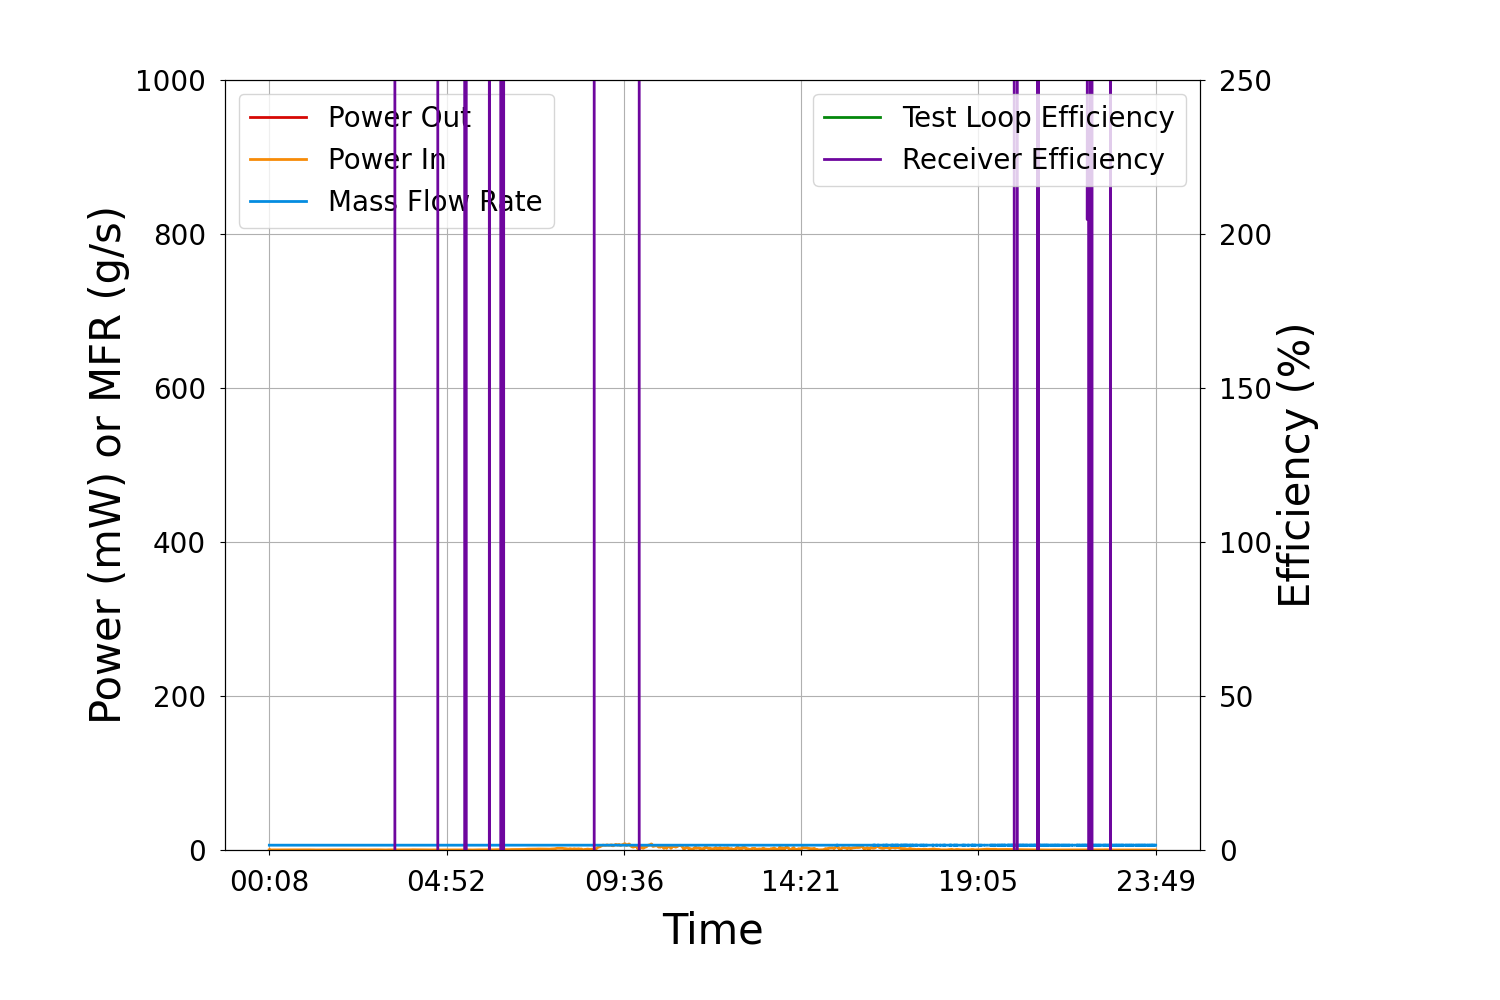 Power (mW) or MFR (g/s)
1000
800
600
400
200
0
Power Out
Power In
Mass Flow Rate
Test Loop Efficiency
Receiver Efficiency
250
200
150
100
50
0
Efficiency (%)
00:08 04:52 09:36 14:21 19:05 23:49
Time